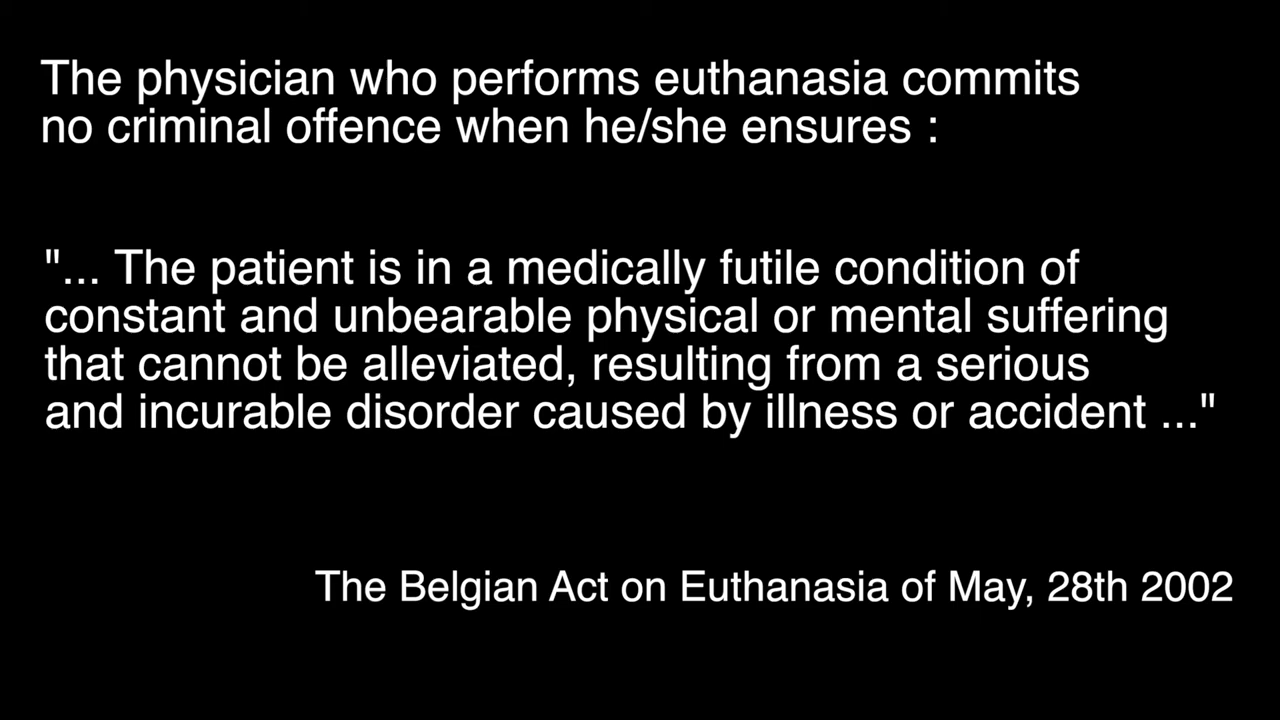 The physician who performs euthanasia commits
no criminal offence when he/she ensures :
"... The patient is in a medically futile condition of
constant and unbearable physical or mental suffering
that cannot be alleviated, resulting from a serious
and incurable disorder caused by illness or accident ..."
The Belgian Act on Euthanasia of May, 28th 2002